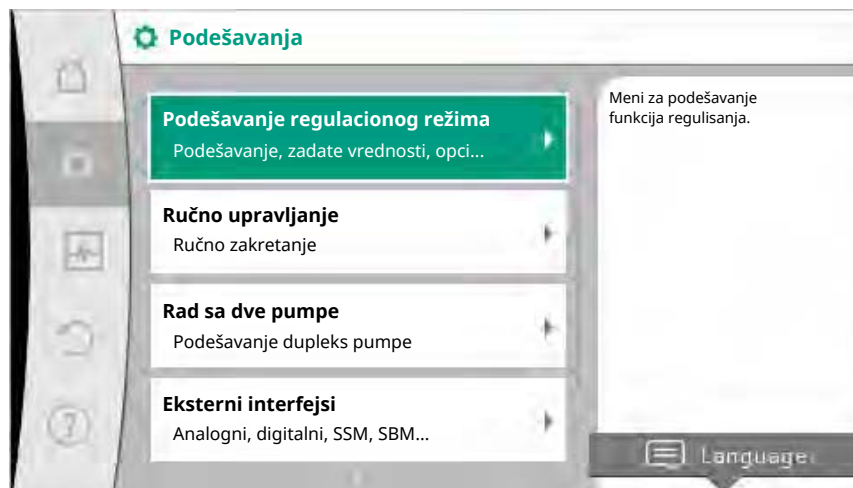 Podešavanja
Podešavanje regulacionog režima
Podešavanje, zadate vrednosti, opci...
Ručno upravljanje
Ručno zakretanje
Rad sa dve pumpe
Podešavanje dupleks pumpe
Eksterni interfejsi
Analogni, digitalni, SSM, SBM...
Meni za podešavanje
funkcija regulisanja.
Language